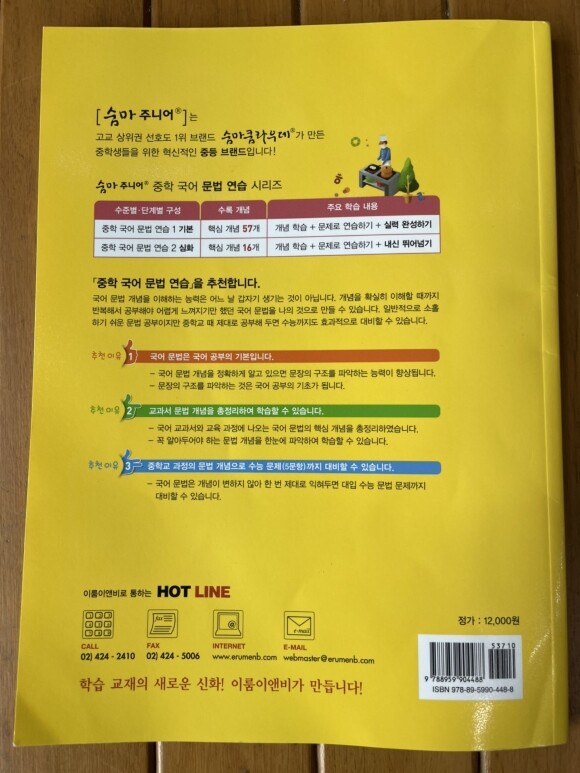 [숨마 주니어®]는
고교 상위권 선호도 1위 브랜드 숨마쿰라우데®가 만든
중학생들을 위한 혁신적인 중등 브랜드입니다!
숨마 주니어® 중학 국어 문법 연습 시리즈
수준별·단계별 구성 수록 개념 주요 학습 내용
중학 국어 문법 연습 1 기본 핵심 개념 57개 개념 학습 + 문제로 연습하기 + 실력 완성하기
중학 국어 문법 연습 2 심화 핵심 개념 16개 개념 학습 + 문제로 연습하기 + 내신 뛰어넘기
「중학 국어 문법 연습」을 추천합니다.
국어 문법 개념을 이해하는 능력은 어느 날 갑자기 생기는 것이 아닙니다. 개념을 확실히 이해할 때까지
반복해서 공부해야 어렵게 느껴지기만 했던 국어 문법을 나의 것으로 만들 수 있습니다. 일반적으로 소홀
하기 쉬운 문법 공부이지만 중학교 때 제대로 공부해 두면 수능까지도 효과적으로 대비할 수 있습니다.
추천 이유 1 국어 문법은 국어 공부의 기본입니다.
- 국어 문법 개념을 정확하게 알고 있으면 문장의 구조를 파악하는 능력이 향상됩니다.
- 문장의 구조를 파악하는 것은 국어 공부의 기초가 됩니다.
추천 이유 2 교과서 문법 개념을 총정리하여 학습할 수 있습니다.
- 국어 교과서와 교육 과정에 나오는 국어 문법의 핵심 개념을 총정리하였습니다.
- 꼭 알아두어야 하는 문법 개념을 한눈에 파악하여 학습할 수 있습니다.
추천 이유 3 중학교 과정의 문법 개념으로 수능 문제(5문항)까지 대비할 수 있습니다.
- 국어 문법은 개념이 변하지 않아 한 번 제대로 익혀두면 대입 수능 문법 문제까지
대비할 수 있습니다.
이룸이앤비로 통하는 HOT LINE
fax @ e-mail
CALL FAX INTERNET E-MAIL
02) 424 - 2410 02) 424 - 5006 www.erumenb.com webmaster@erumenb.com
학습 교재의 새로운 신화! 이룸이앤비가 만듭니다!
정가 : 12,000원
53710
9 788959 904488
ISBN 978-89-5990-448-8